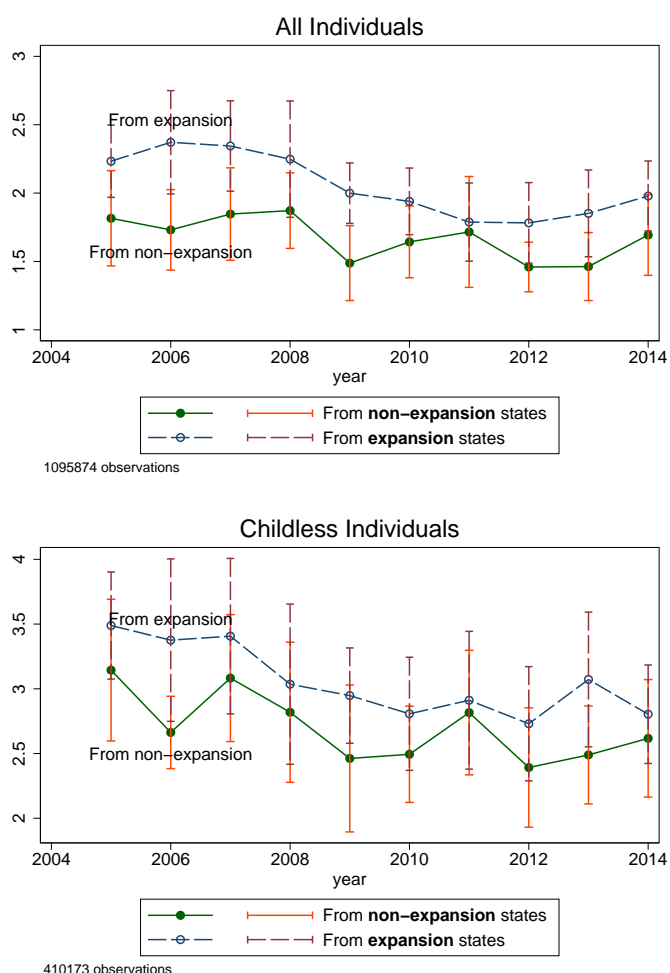 All Individuals
3
2.5
2
1.5
1
From expansion
From non−expansion
2004 2006 2008 2010 2012 2014
year
From non−expansion states
From expansion states
1095874 observations
Childless Individuals
4
3.5
3
2.5
2
From expansion
From non−expansion
2004 2006 2008 2010 2012 2014
year
From non−expansion states
From expansion states
410173 observations